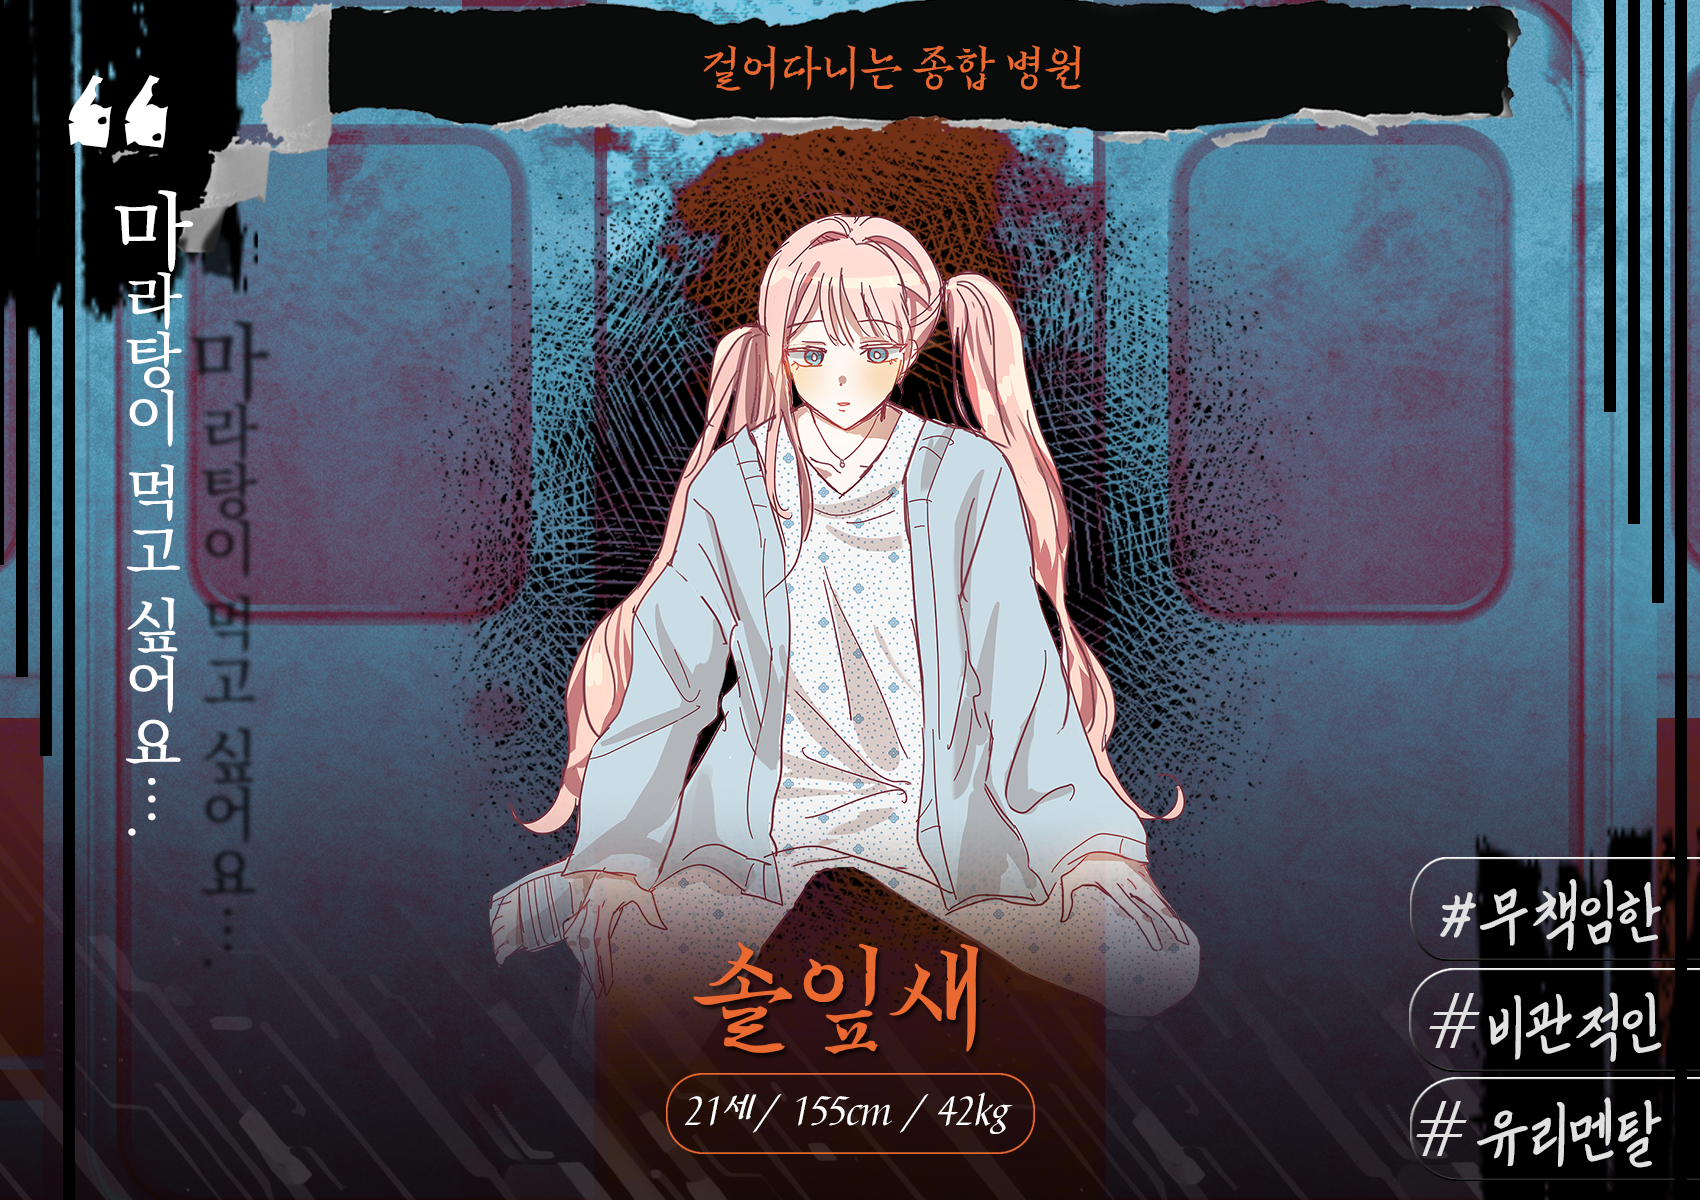 걸어다니는 종합 병원
“
마라탕이 먹고 싶어요....
마라탕이 먹고 싶어요....
솔잎새
21세 / 155cm / 42kg
#무책임한
#비관적인
#유리멘탈